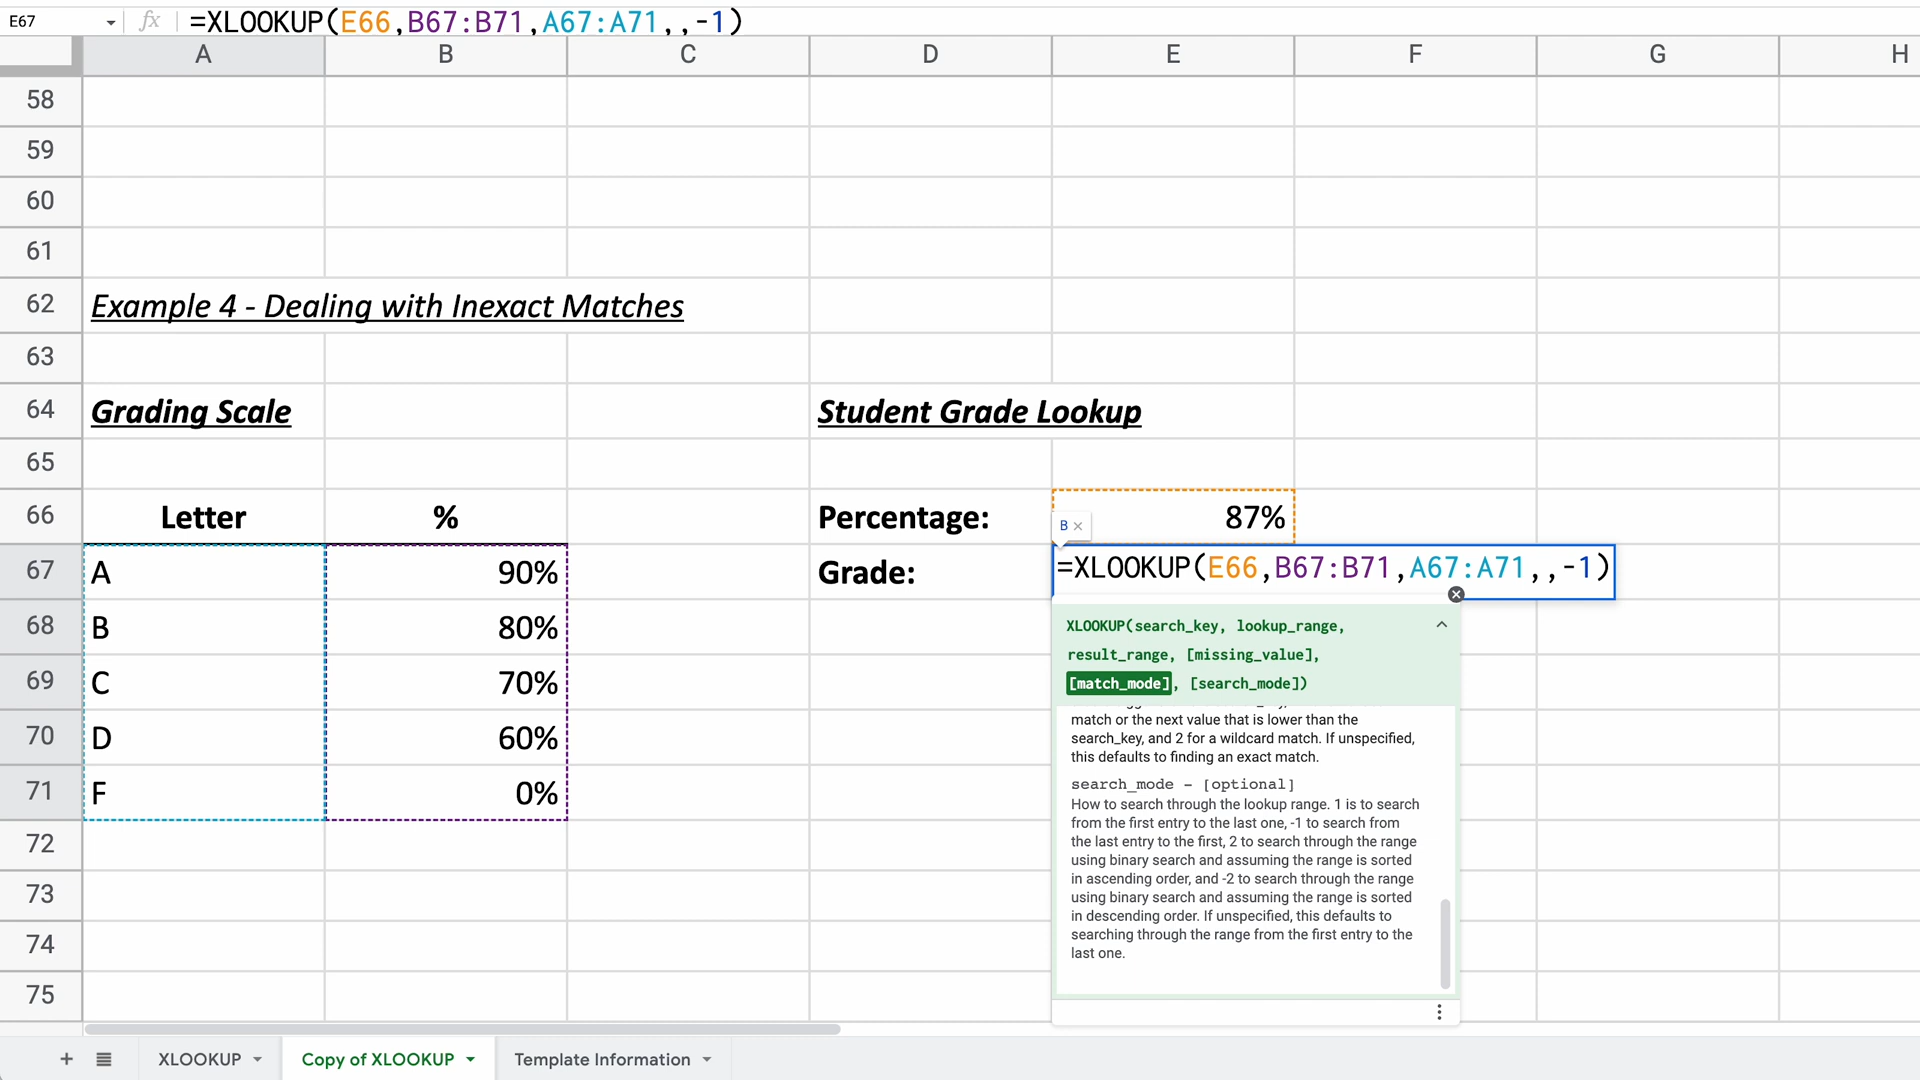 E67 fx =XLOOKUP(E66,B67:B71,A67:A71,,-1)
A B C D E F G H
58
59
60
61
62 Example 4 - Dealing with Inexact Matches
63
64 Grading Scale Student Grade Lookup
65
66 Letter % Percentage: 87%
B ×
67 A 90% Grade: =XLOOKUP(E66,B67:B71,A67:A71,,-1)
68 B 80%
69 C 70%
70 D 60%
71 F 0%
72
73
74
75
XLOOKUP(search_key, lookup_range,
result_range, [missing_value],
[match_mode], [search_mode])
match or the next value that is lower than the
search_key, and 2 for a wildcard match. If unspecified,
this defaults to finding an exact match.
search_mode - [optional]
How to search through the lookup range. 1 is to search
from the first entry to the last one, -1 to search from
the last entry to the first, 2 to search through the range
using binary search and assuming the range is sorted
in ascending order, and -2 to search through the range
using binary search and assuming the range is sorted
in descending order. If unspecified, this defaults to
searching through the range from the first entry to the
last one.
+ XLOOKUP Copy of XLOOKUP Template Information